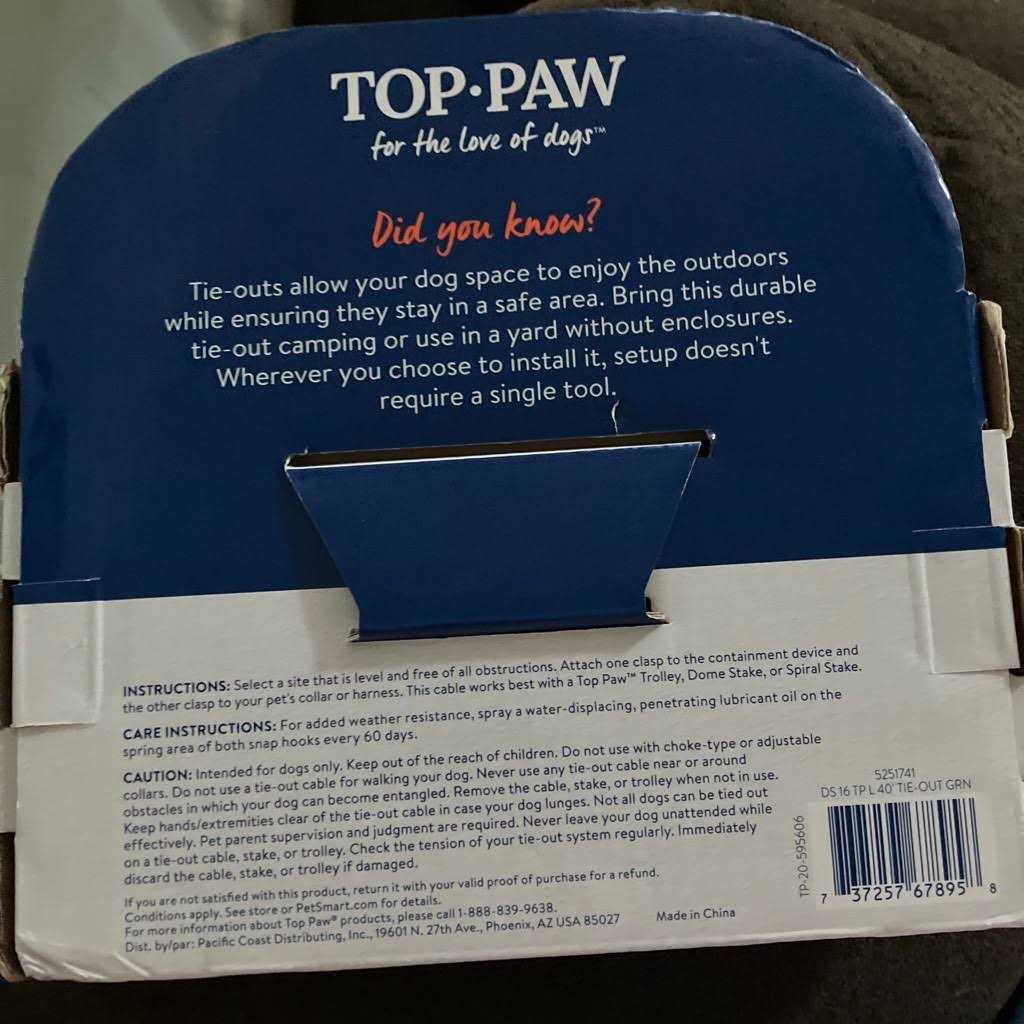 TOP·PAW
for the love of dogs™
Did you know?
Tie-outs allow your dog space to enjoy the outdoors
while ensuring they stay in a safe area. Bring this durable
tie-out camping or use in a yard without enclosures.
Wherever you choose to install it, setup doesn't
require a single tool.
INSTRUCTIONS: Select a site that is level and free of all obstructions. Attach one clasp to the containment device and
the other clasp to your pet's collar or harness. This cable works best with a Top Paw™ Trolley, Dome Stake, or Spiral Stake.
CARE INSTRUCTIONS: For added weather resistance, spray a water-displacing, penetrating lubricant oil on the
spring area of both snap hooks every 60 days.
CAUTION: Intended for dogs only. Keep out of the reach of children. Do not use with choke-type or adjustable
collars. Do not use a tie-out cable for walking your dog. Never use any tie-out cable near or around
obstacles in which your dog can become entangled. Remove the cable, stake, or trolley when not in use.
Keep hands/extremities clear of the tie-out cable in case your dog lunges. Not all dogs can be tied out
effectively. Pet parent supervision and judgment are required. Never leave your dog unattended while
on a tie-out cable, stake, or trolley. Check the tension of your tie-out system regularly. Immediately
discard the cable, stake, or trolley if damaged.
If you are not satisfied with this product, return it with your valid proof of purchase for a refund.
Conditions apply. See store or PetSmart.com for details.
For more information about Top Paw® products, please call 1-888-839-9638.
Dist. by/par: Pacific Coast Distributing, Inc., 19601 N. 27th Ave., Phoenix, AZ USA 85027
Made in China
5251741
DS 16 TP L 40' TIE-OUT GRN
TP-20-595606
7 37257 67895 8